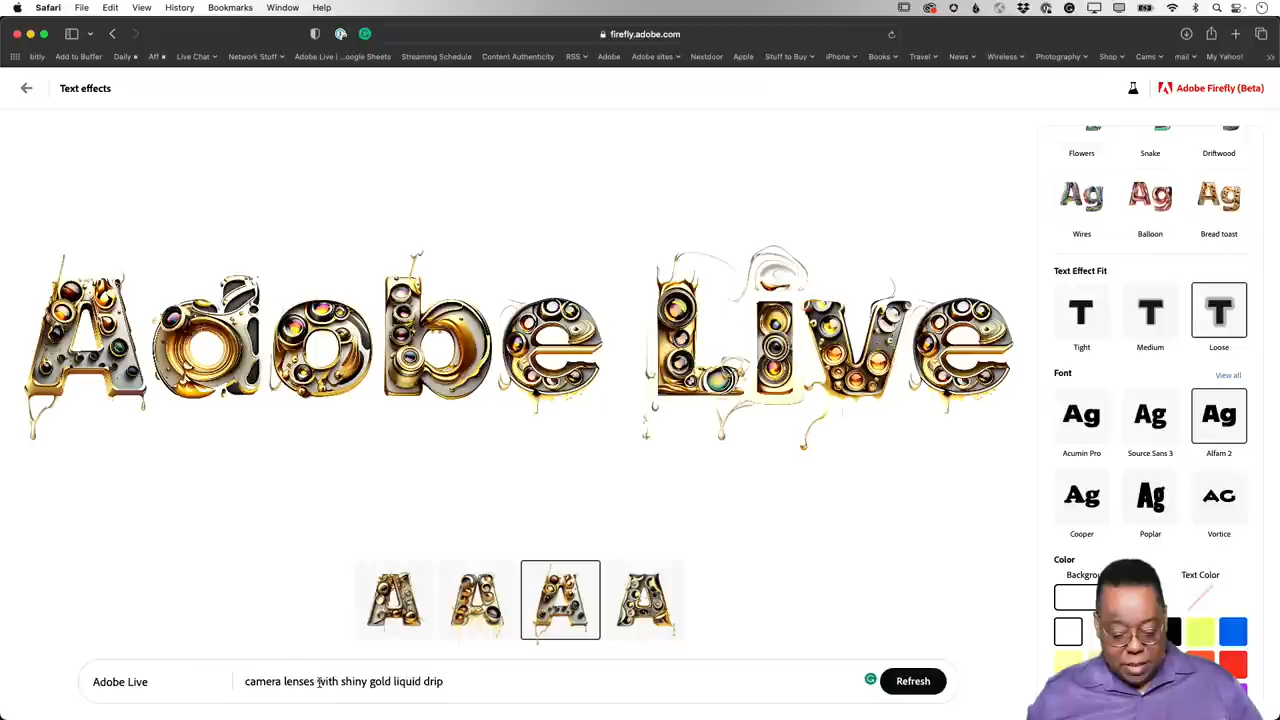 Safari File Edit View History Bookmarks Window Help
firefly.adobe.com
bitly Add to Buffer Daily Aff Live Chat Network Stuff Adobe Live (...oogle Sheets Streaming Schedule Content Authenticity RSS Adobe Adobe sites Nextdoor Apple Stuff to Buy iPhone Books Travel News Wireless Photography Shop Cams mail My Yahoo!
Text effects
Adobe Firefly (Beta)
Flowers Snake Driftwood
Ag Ag Ag
Wires Balloon Bread toast
Adobe Live
Text Effect Fit
T T T
Tight Medium Loose
Font View all
Ag Ag Ag
Acumin Pro Source Sans 3 Alfarn 2
Ag Ag AG
Cooper Poplar Vortice
Color
Backgrou Text Color
A A A A
Adobe Live camera lenses with shiny gold liquid drip Refresh